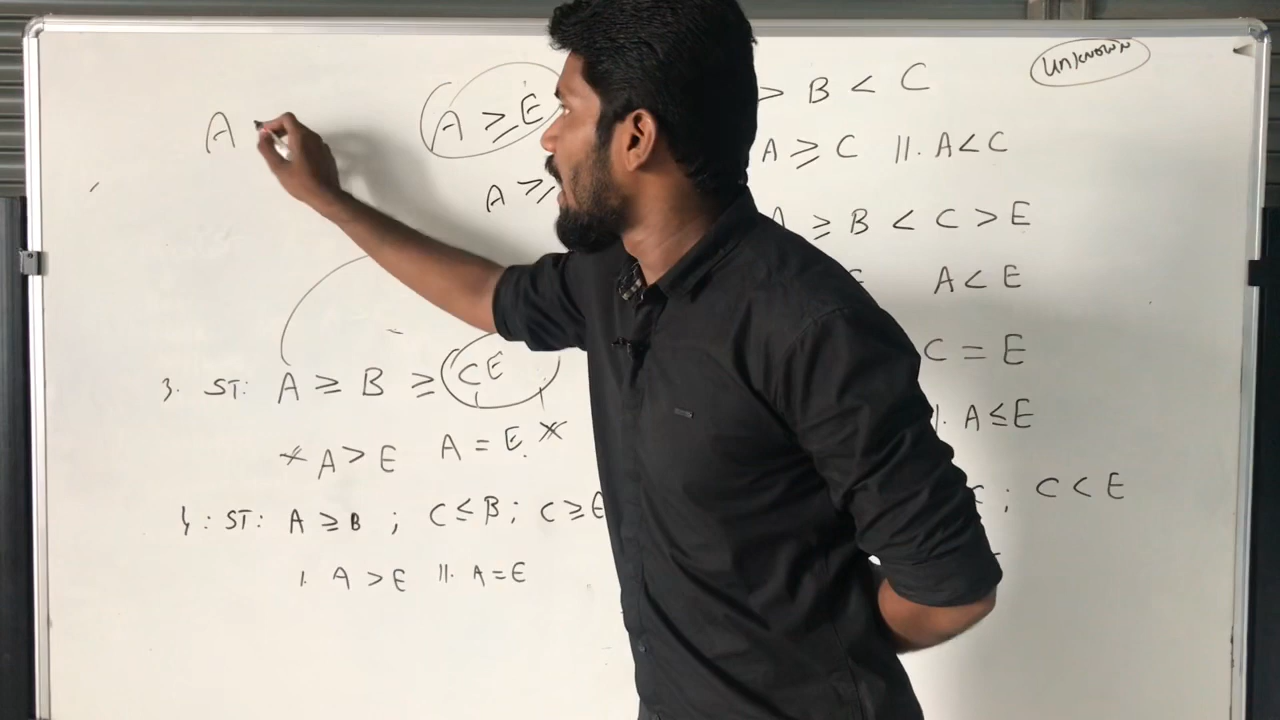 unknown
A
A ≥ E
> B < C
A ≥
A ≥ C II. A < C
A ≥ B < C > E
A < E
C = E
3. ST: A ≥ B ≥ C E
I. A ≤ E
A > E A = E.
; C < E
4: ST: A ≥ B ; C ≤ B ; C ≥ E
I. A > E II. A = E